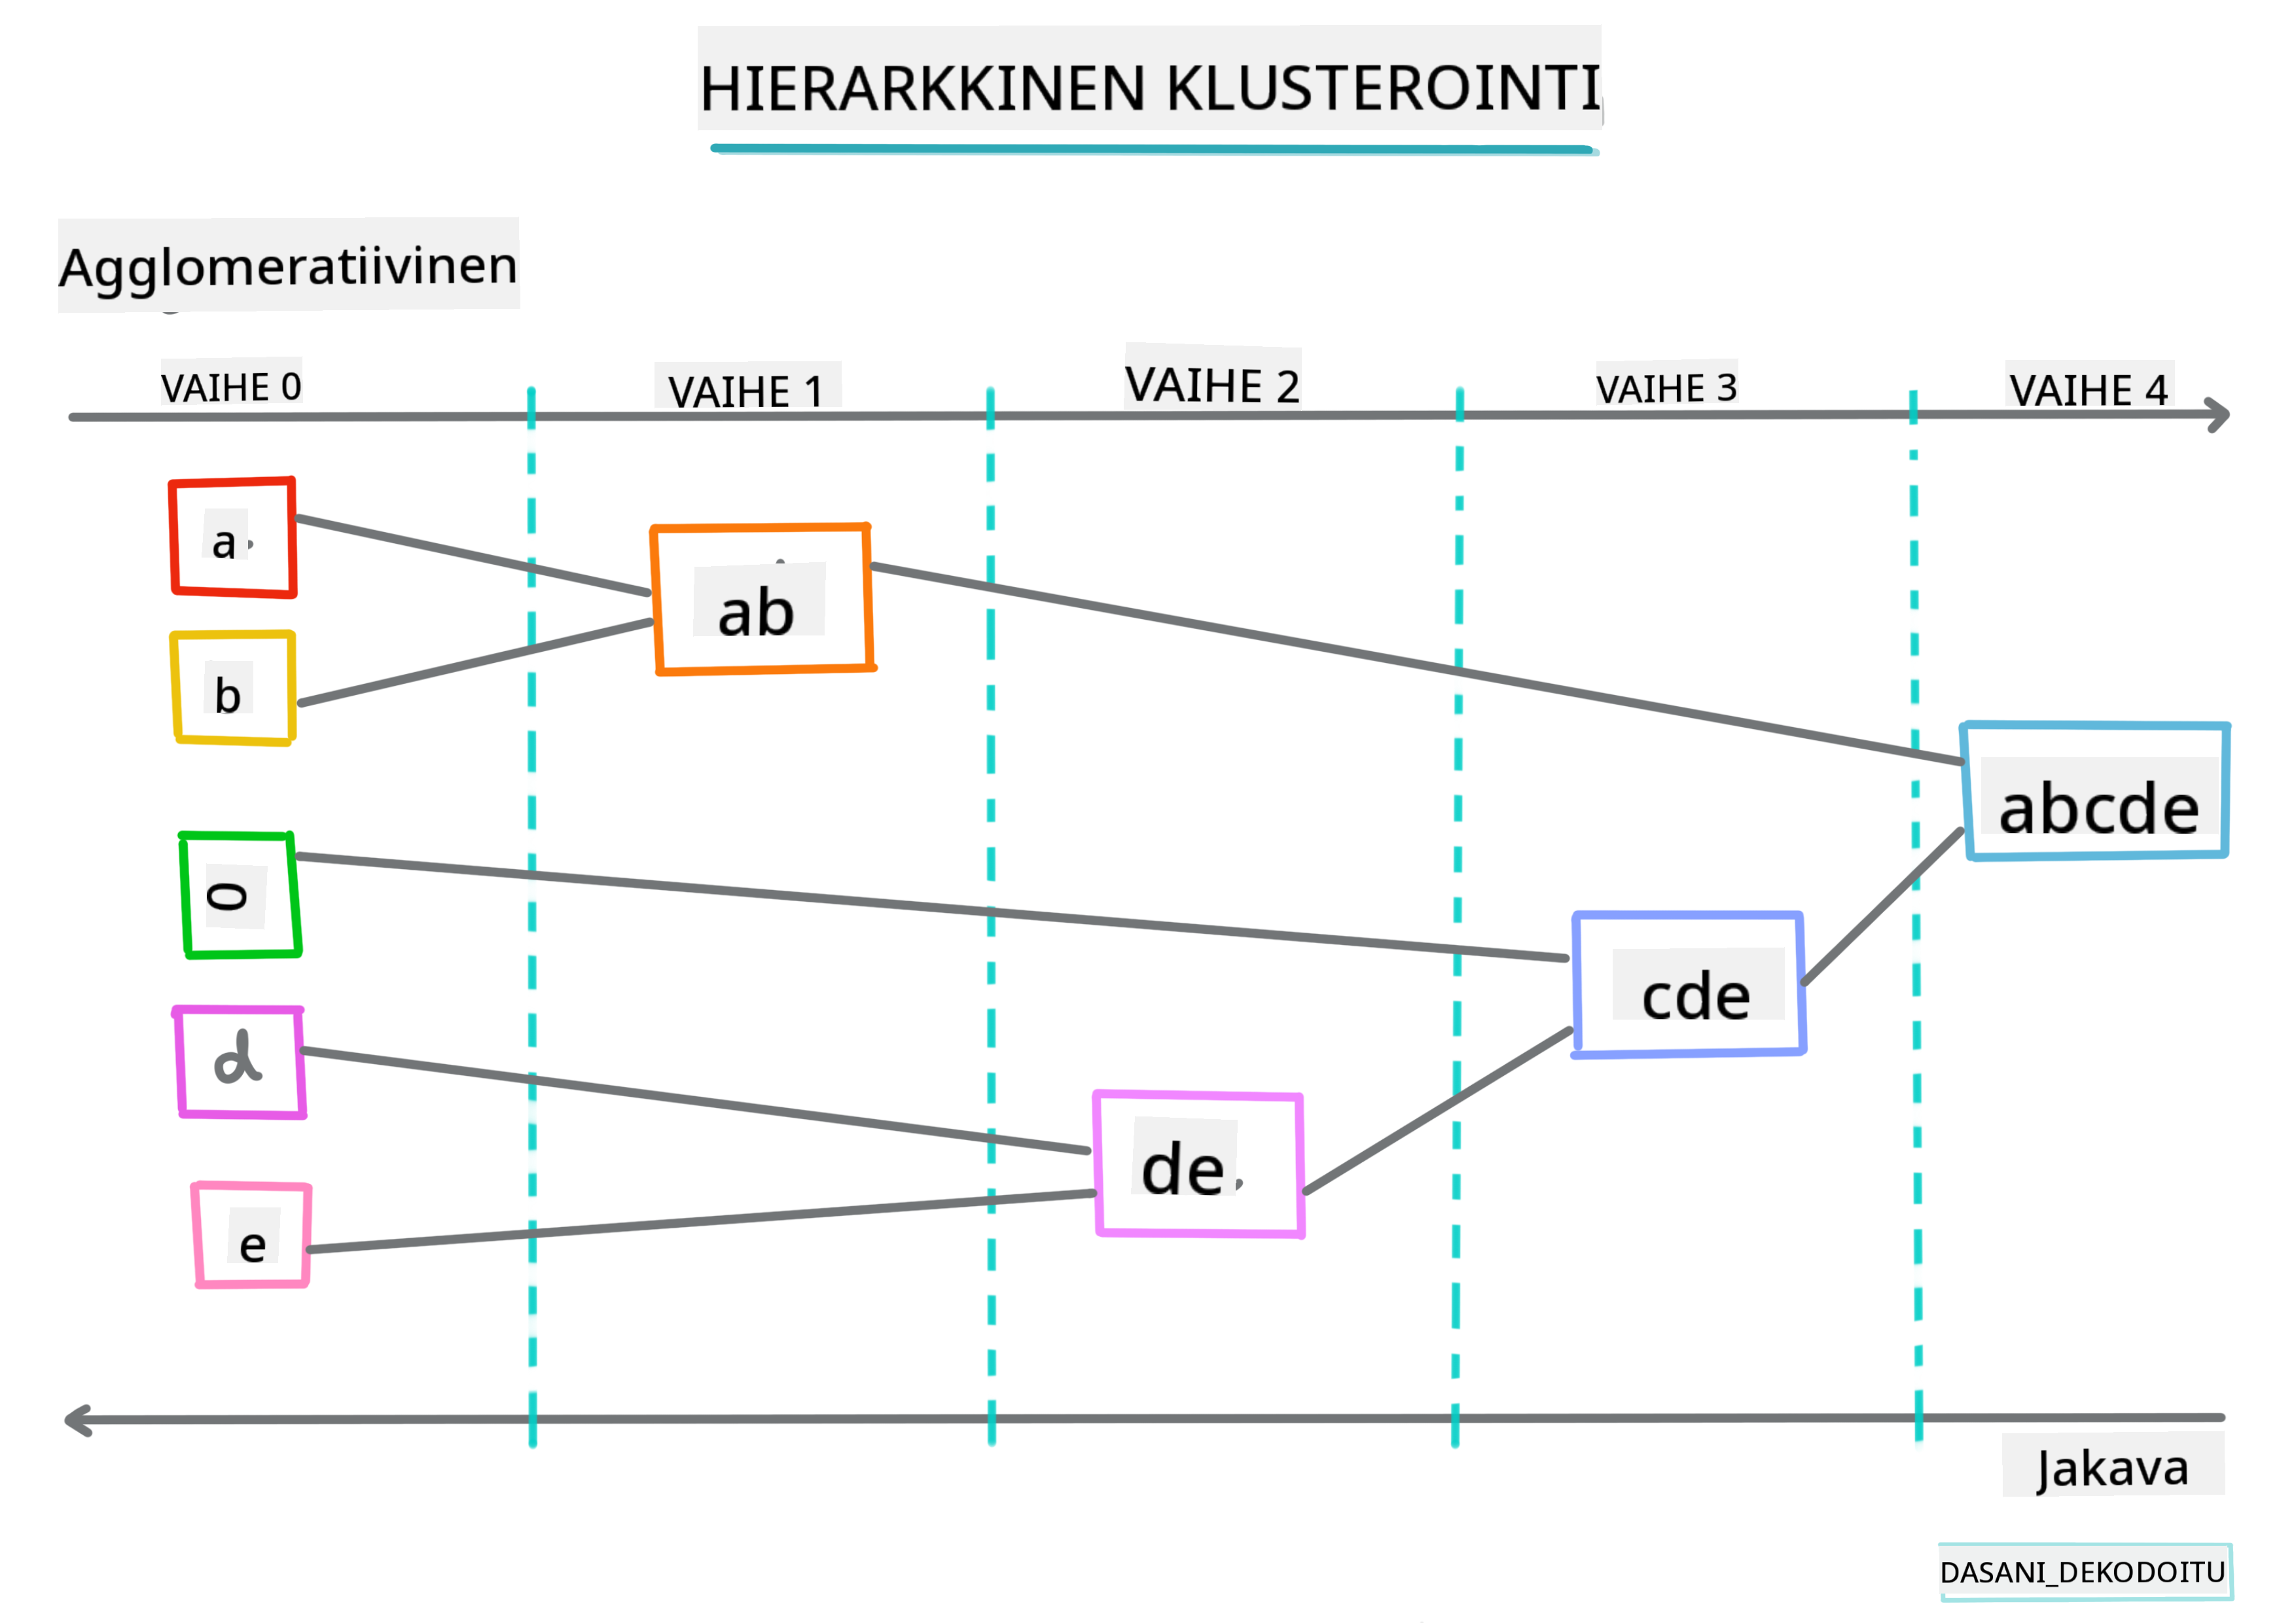 HIERARKKINEN KLUSTEROINTI
Agglomeratiivinen
VAIHE 0 VAIHE 1 VAIHE 2 VAIHE 3 VAIHE 4
a
ab
b
abcde
0
cde
d
de
e
Jakava
DASANI_DEKODOITU